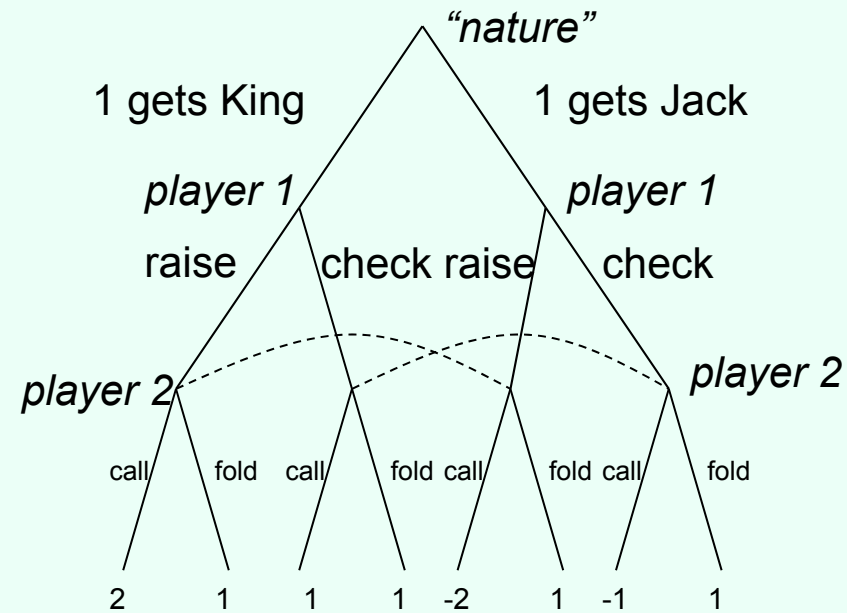 “nature”
1 gets King 1 gets Jack
player 1 player 1
raise check raise check
player 2 player 2
call fold call fold call fold call fold
2 1 1 1 -2 1 -1 1